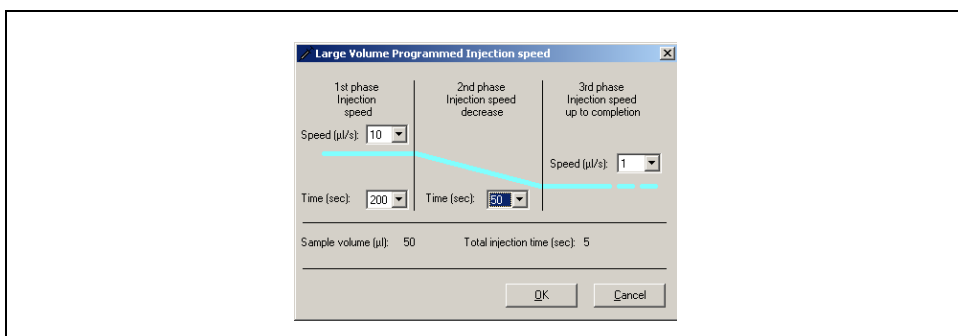 Large Volume Programmed Injection speed
1st phase
Injection
speed
2nd phase
Injection speed
decrease
3rd phase
Injection speed
up to completion
Speed (µl/s): 10
Speed (µl/s): 1
Time (sec): 200
Time (sec): 50
Sample volume (µl): 50 Total injection time (sec): 5
OK Cancel